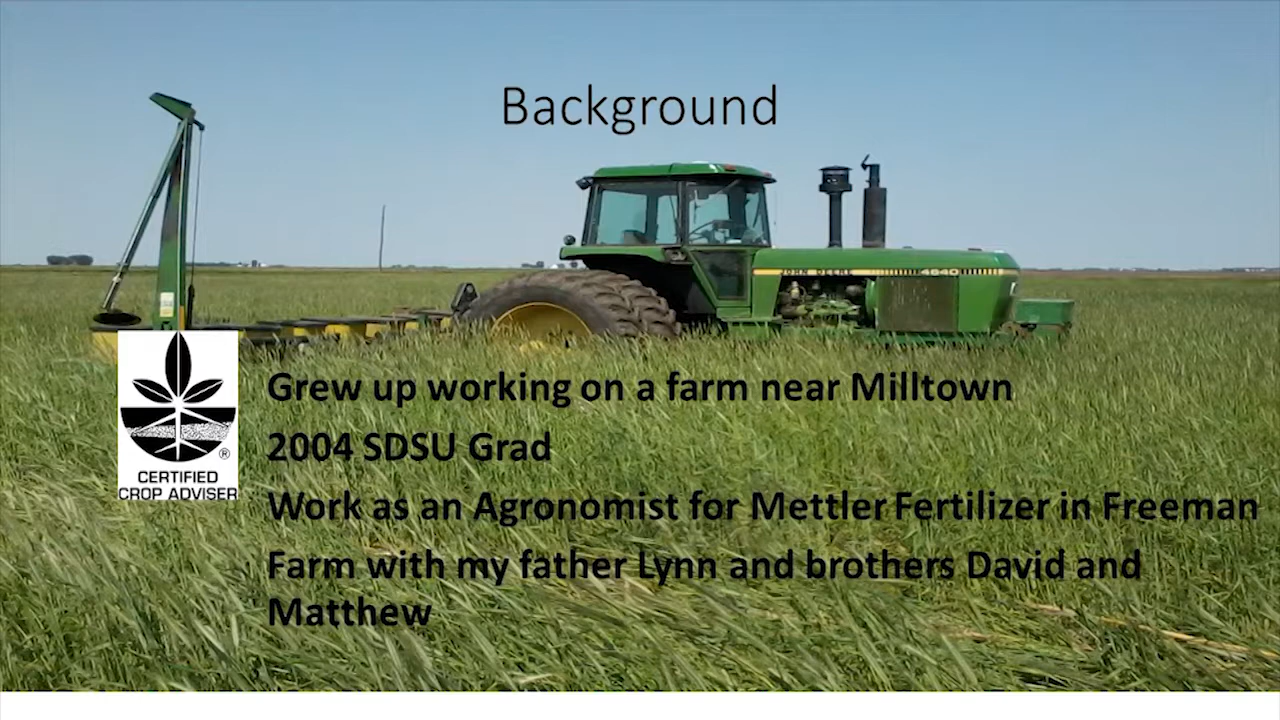 Background
JOHN DEERE 4640
Grew up working on a farm near Milltown
2004 SDSU Grad
CERTIFIED
CROP ADVISER
®
Work as an Agronomist for Mettler Fertilizer in Freeman
Farm with my father Lynn and brothers David and
Matthew